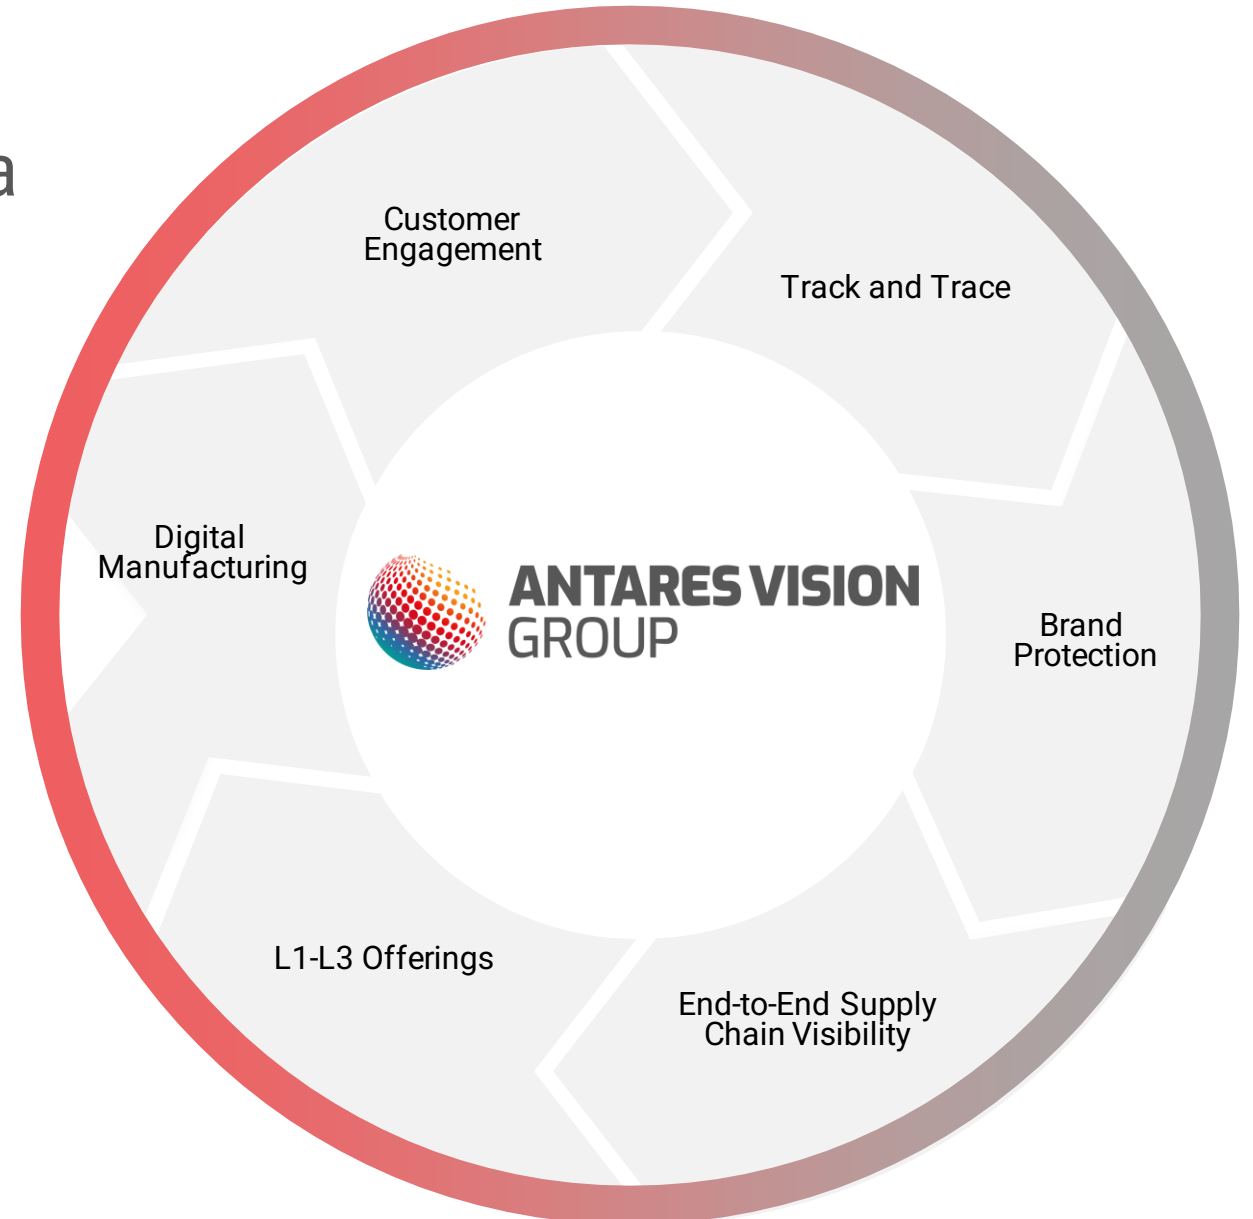 a
Customer
Engagement
Track and Trace
Digital
Manufacturing
ANTARES VISION
GROUP
Brand
Protection
L1-L3 Offerings
End-to-End Supply
Chain Visibility